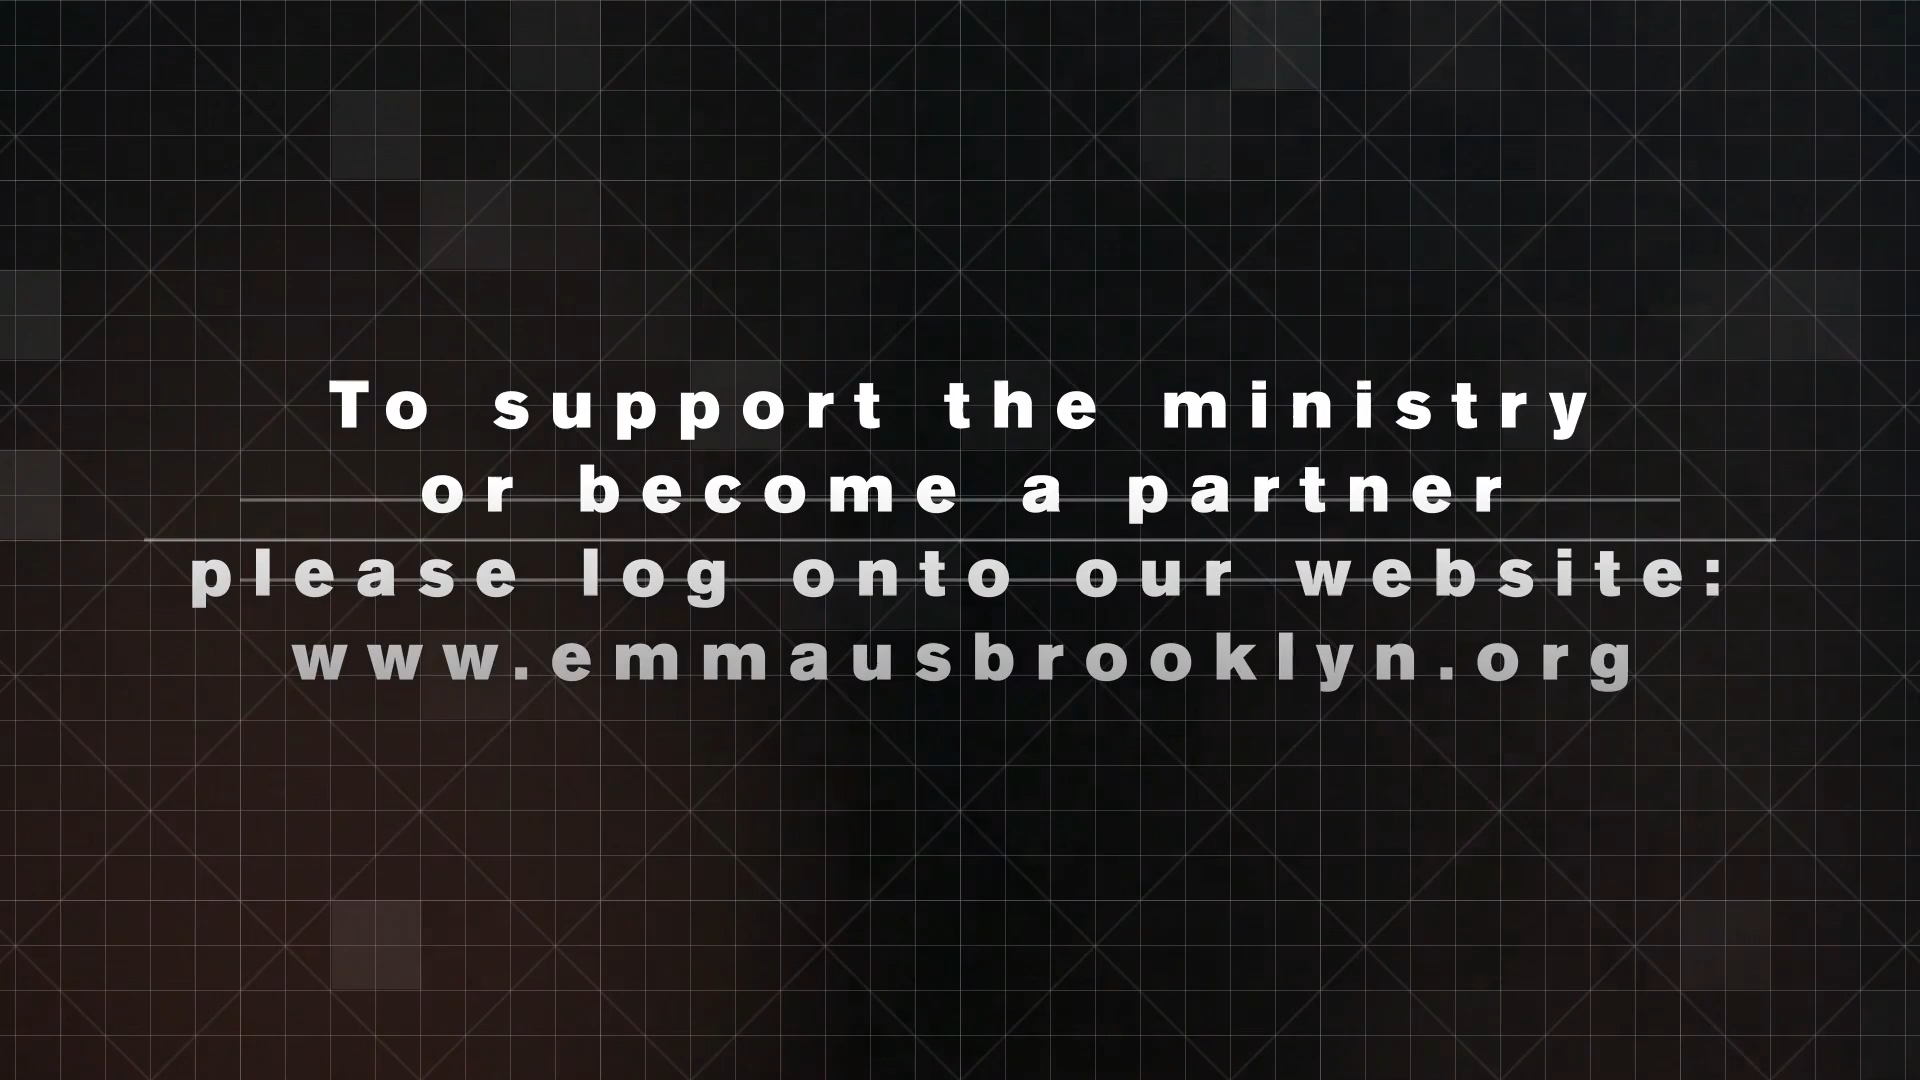 To support the ministry
or become a partner
please log onto our website:
www.emmausbrooklyn.org